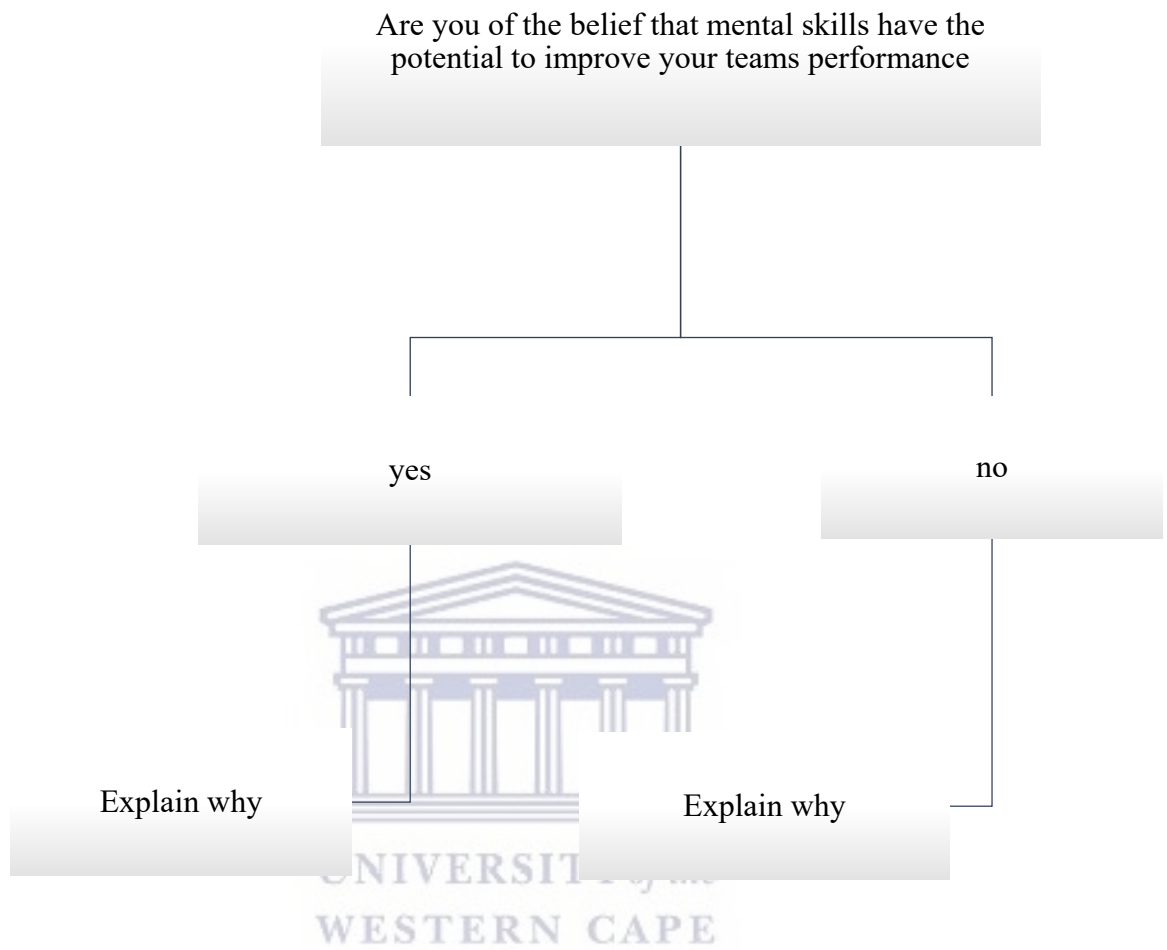 Are you of the belief that mental skills have the
potential to improve your teams performance
yes
no
Explain why
Explain why
UNIVERSITY of the
WESTERN CAPE